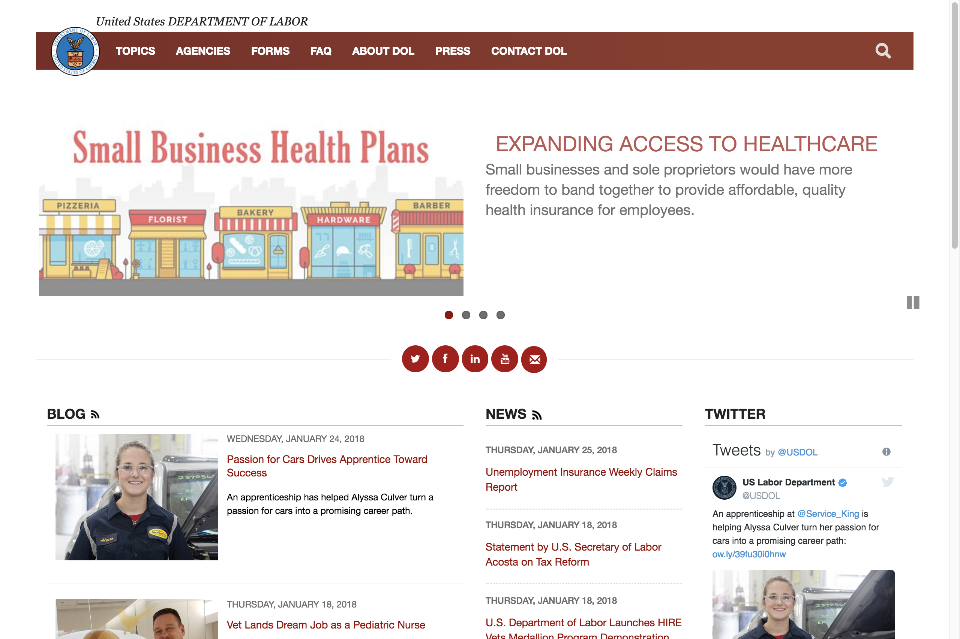 United States DEPARTMENT OF LABOR
TOPICS AGENCIES FORMS FAQ ABOUT DOL PRESS CONTACT DOL
Small Business Health Plans
PIZZERIA
FLORIST
BAKERY
HARDWARE
BARBER
EXPANDING ACCESS TO HEALTHCARE
Small businesses and sole proprietors would have more
freedom to band together to provide affordable, quality
health insurance for employees.
BLOG
WEDNESDAY, JANUARY 24, 2018
Passion for Cars Drives Apprentice Toward
Success
An apprenticeship has helped Alyssa Culver turn a
passion for cars into a promising career path.
THURSDAY, JANUARY 18, 2018
Vet Lands Dream Job as a Pediatric Nurse
NEWS
THURSDAY, JANUARY 25, 2018
Unemployment Insurance Weekly Claims
Report
THURSDAY, JANUARY 18, 2018
Statement by U.S. Secretary of Labor
Acosta on Tax Reform
THURSDAY, JANUARY 18, 2018
U.S. Department of Labor Launches HIRE
Vets Medallion Program Demonstration
TWITTER
Tweets by @USDOL
US Labor Department
@USDOL
An apprenticeship at @Service_King is
helping Alyssa Culver turn her passion for
cars into a promising career path:
ow.ly/39fu30i0hnw